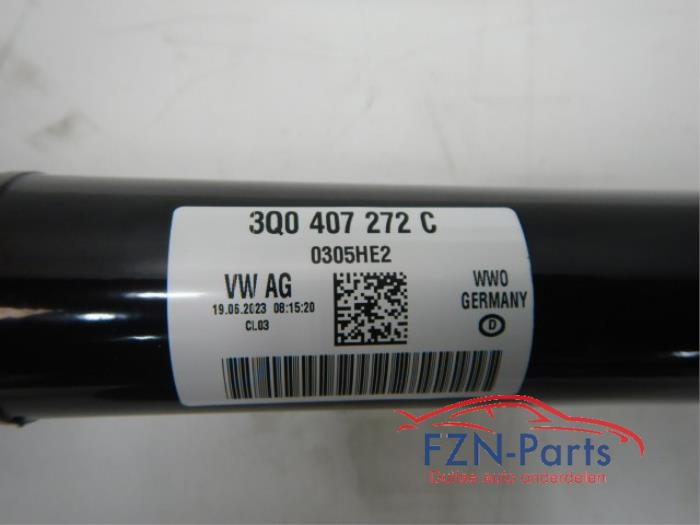 3Q0 407 272 C
0305HE2
VW AG
19.06.2023 08:15:20
CL03
WWO
GERMANY
D
FZN-Parts
Dolfse auto onderdelen